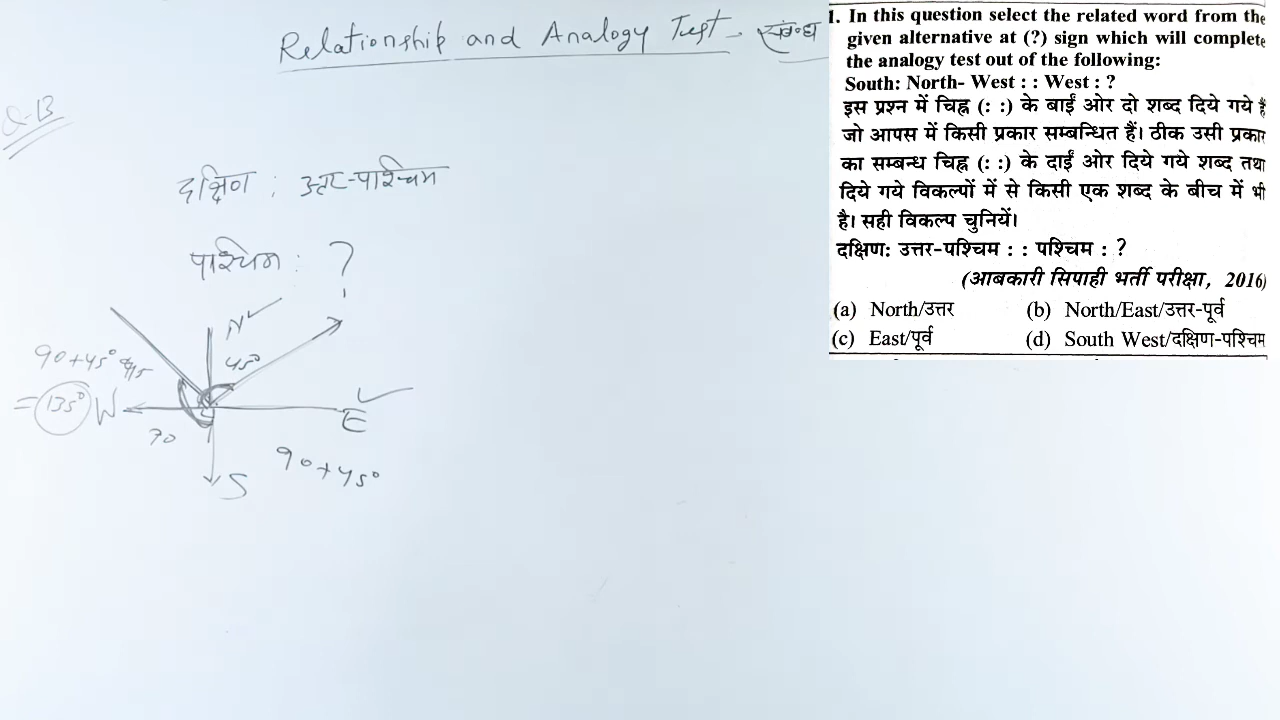 Relationship and Analogy Test - संबंध
Q-13
दक्षिण : उत्तर-पश्चिम
पश्चिम : ?
N
45°
90+45°
= 135° W
E
90
90+45°
S
1. In this question select the related word from the
given alternative at (?) sign which will complete
the analogy test out of the following:
South: North- West : : West : ?
इस प्रश्न में चिह्न (: :) के बाईं ओर दो शब्द दिये गये हैं
जो आपस में किसी प्रकार सम्बन्धित हैं। ठीक उसी प्रकार
का सम्बन्ध चिह्न (: :) के दाईं ओर दिये गये शब्द तथा
दिये गये विकल्पों में से किसी एक शब्द के बीच में भी
है। सही विकल्प चुनियें।
दक्षिण: उत्तर-पश्चिम : : पश्चिम : ?
(आबकारी सिपाही भर्ती परीक्षा, 2016)
(a) North/उत्तर (b) North/East/उत्तर-पूर्व
(c) East/पूर्व (d) South West/दक्षिण-पश्चिम